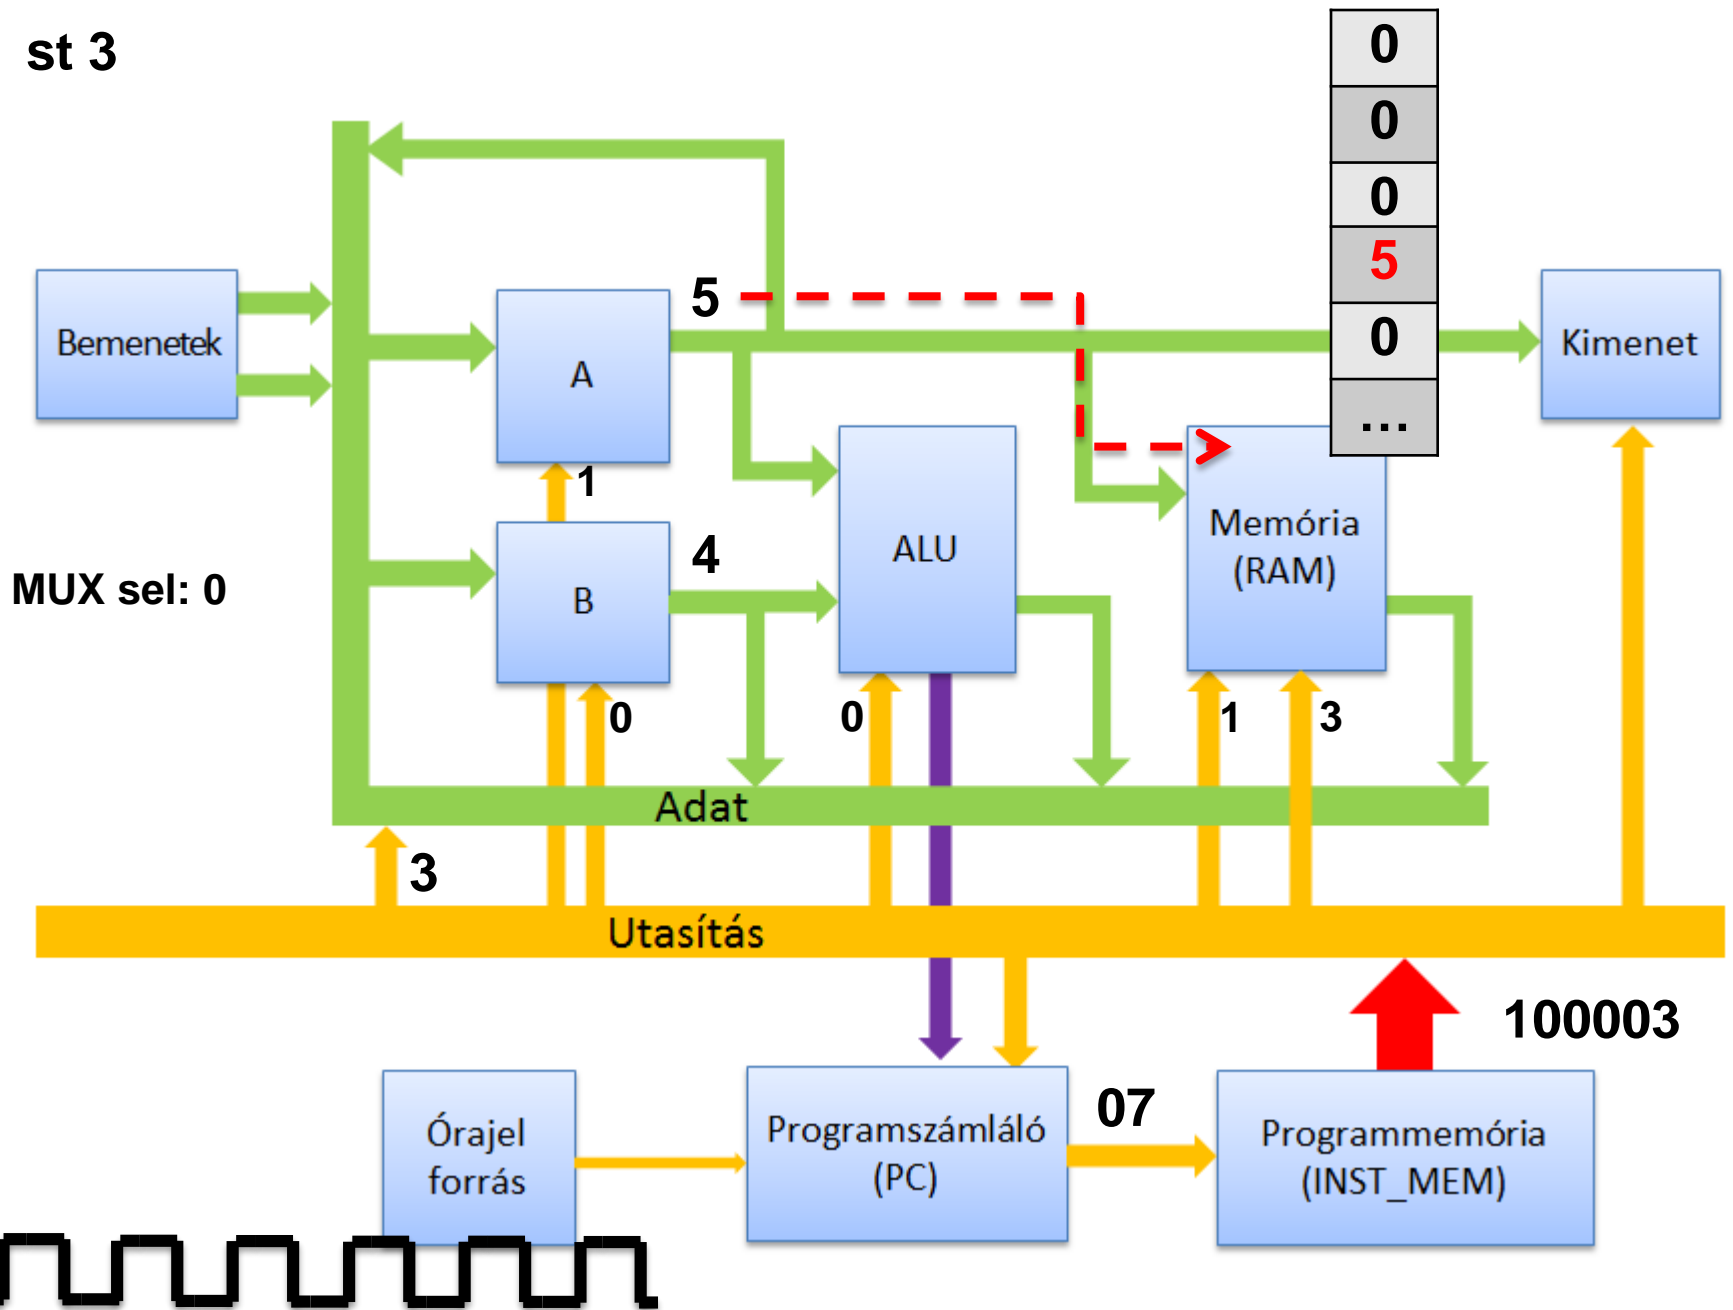 st 3
0
0
0
5
0
...
Bemenetek
A
5
Kimenet
1
B
4
ALU
Memória
(RAM)
MUX sel: 0
0
0
1
3
Adat
3
Utasítás
100003
Órajel
forrás
Programszámláló
(PC)
07
Programmemória
(INST_MEM)